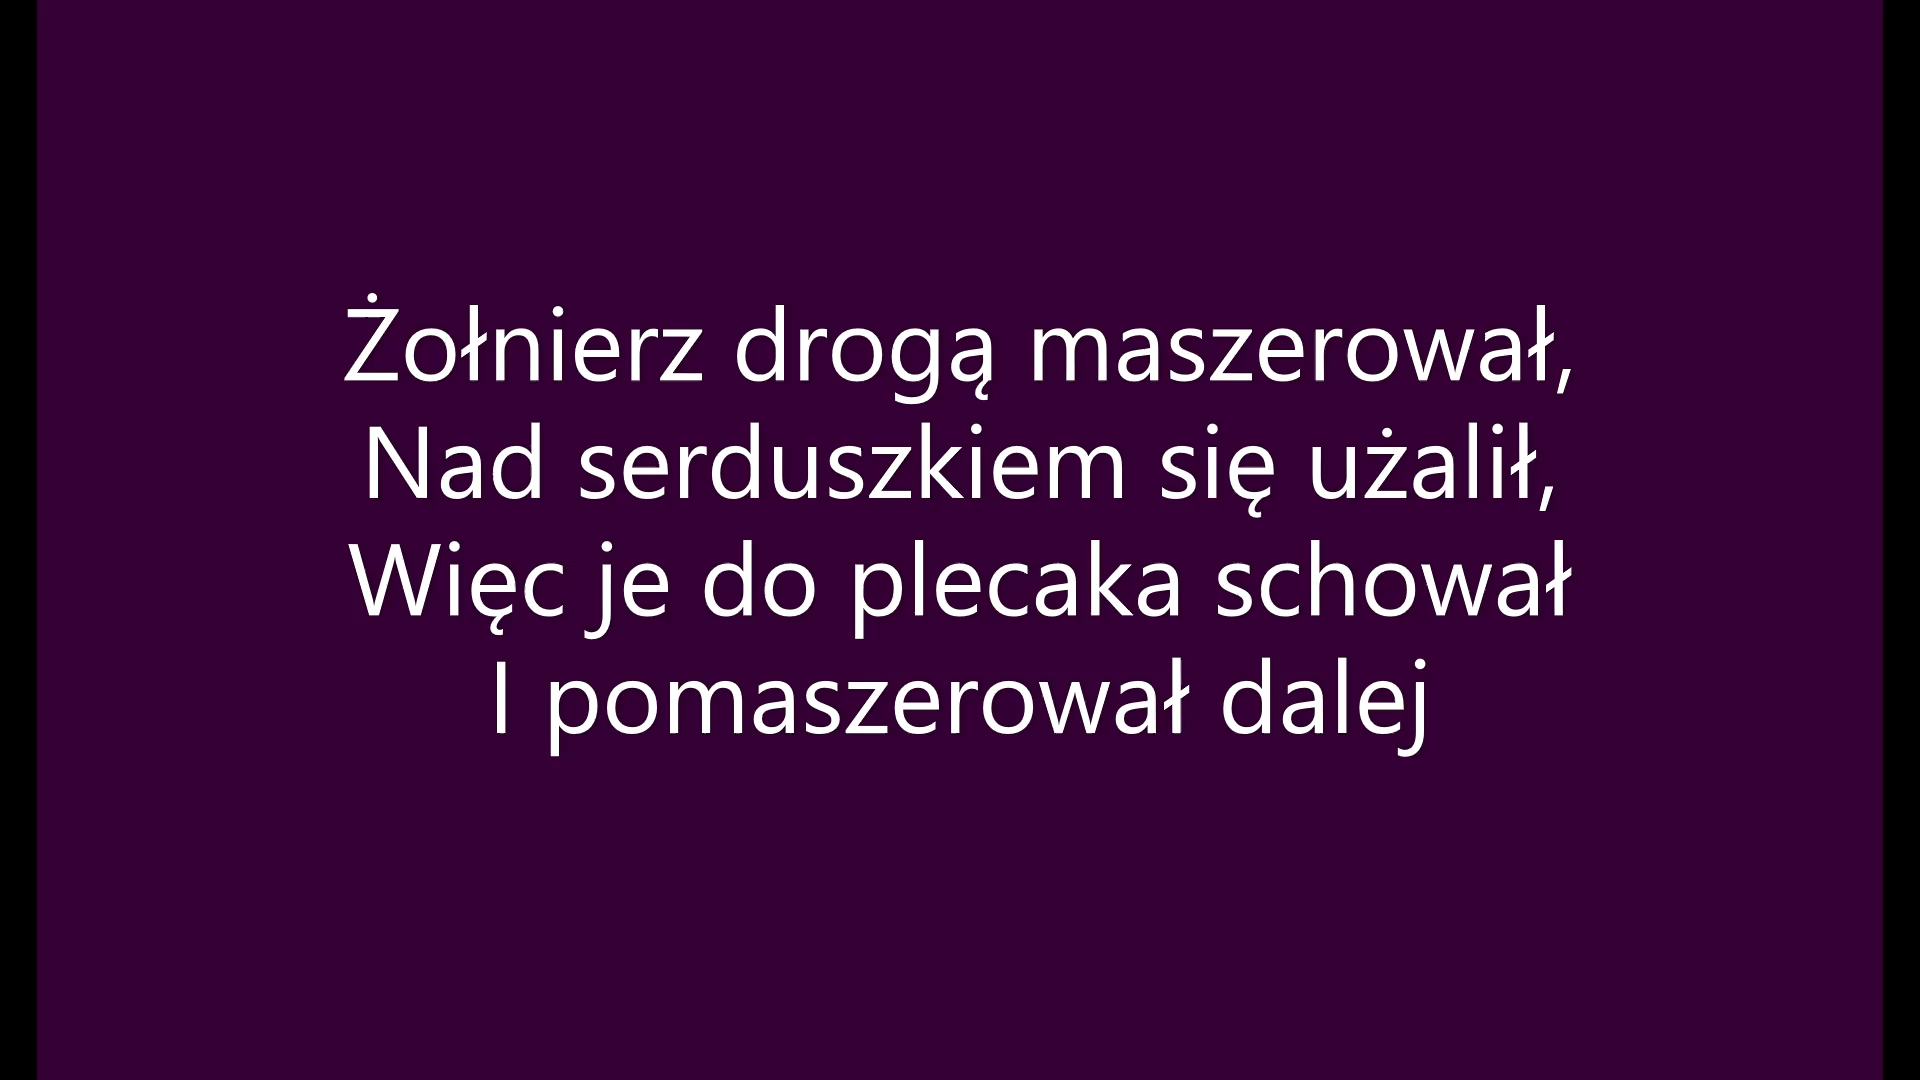 Żołnierz drogą maszerował,
Nad serduszkiem się użalił,
Więc je do plecaka schował
I pomaszerował dalej